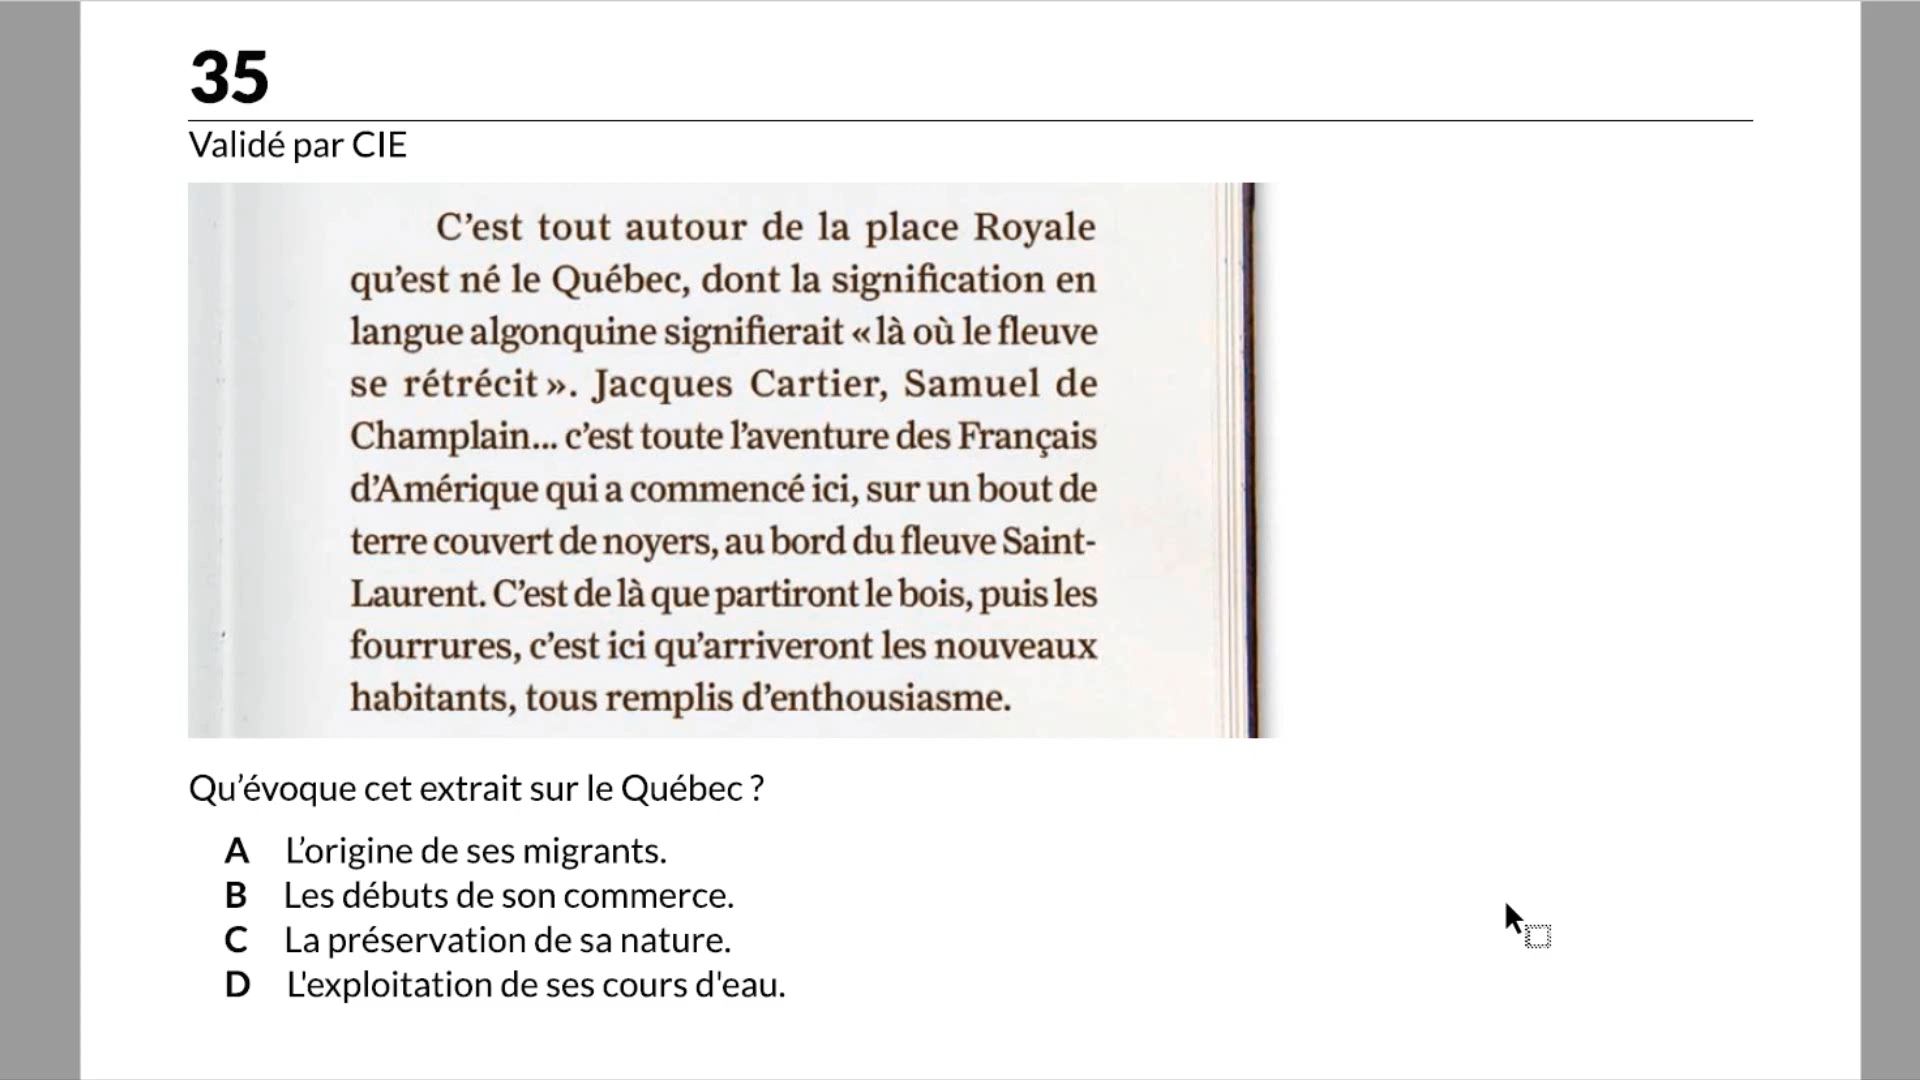 35
Validé par CIE
C’est tout autour de la place Royale
qu’est né le Québec, dont la signification en
langue algonquine signifierait « là où le fleuve
se rétrécit ». Jacques Cartier, Samuel de
Champlain... c’est toute l’aventure des Français
d’Amérique qui a commencé ici, sur un bout de
terre couvert de noyers, au bord du fleuve Saint-
Laurent. C’est de là que partiront le bois, puis les
fourrures, c’est ici qu’arriveront les nouveaux
habitants, tous remplis d’enthousiasme.
Qu’évoque cet extrait sur le Québec ?
A L’origine de ses migrants.
B Les débuts de son commerce.
C La préservation de sa nature.
D L'exploitation de ses cours d'eau.